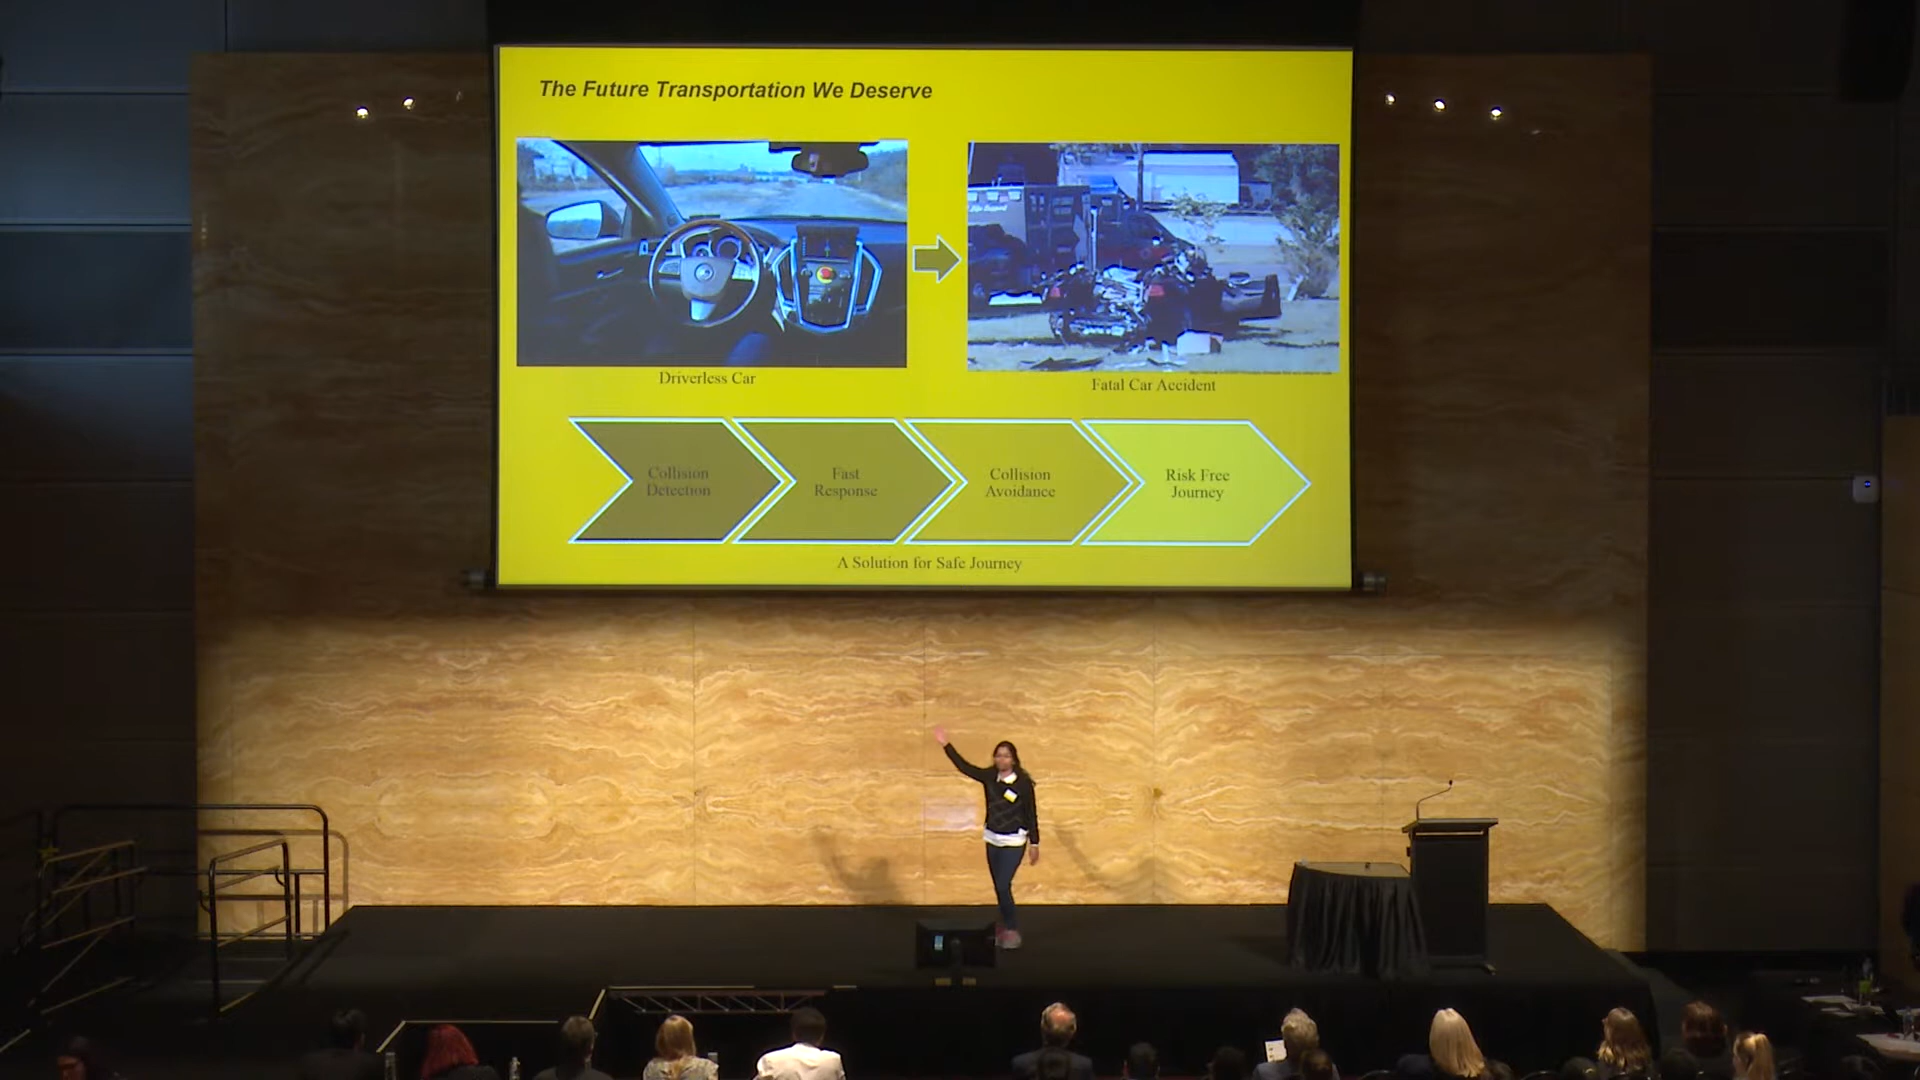 The Future Transportation We Deserve
Driverless Car
Fatal Car Accident
Collision
Detection
Fast
Response
Collision
Avoidance
Risk Free
Journey
A Solution for Safe Journey